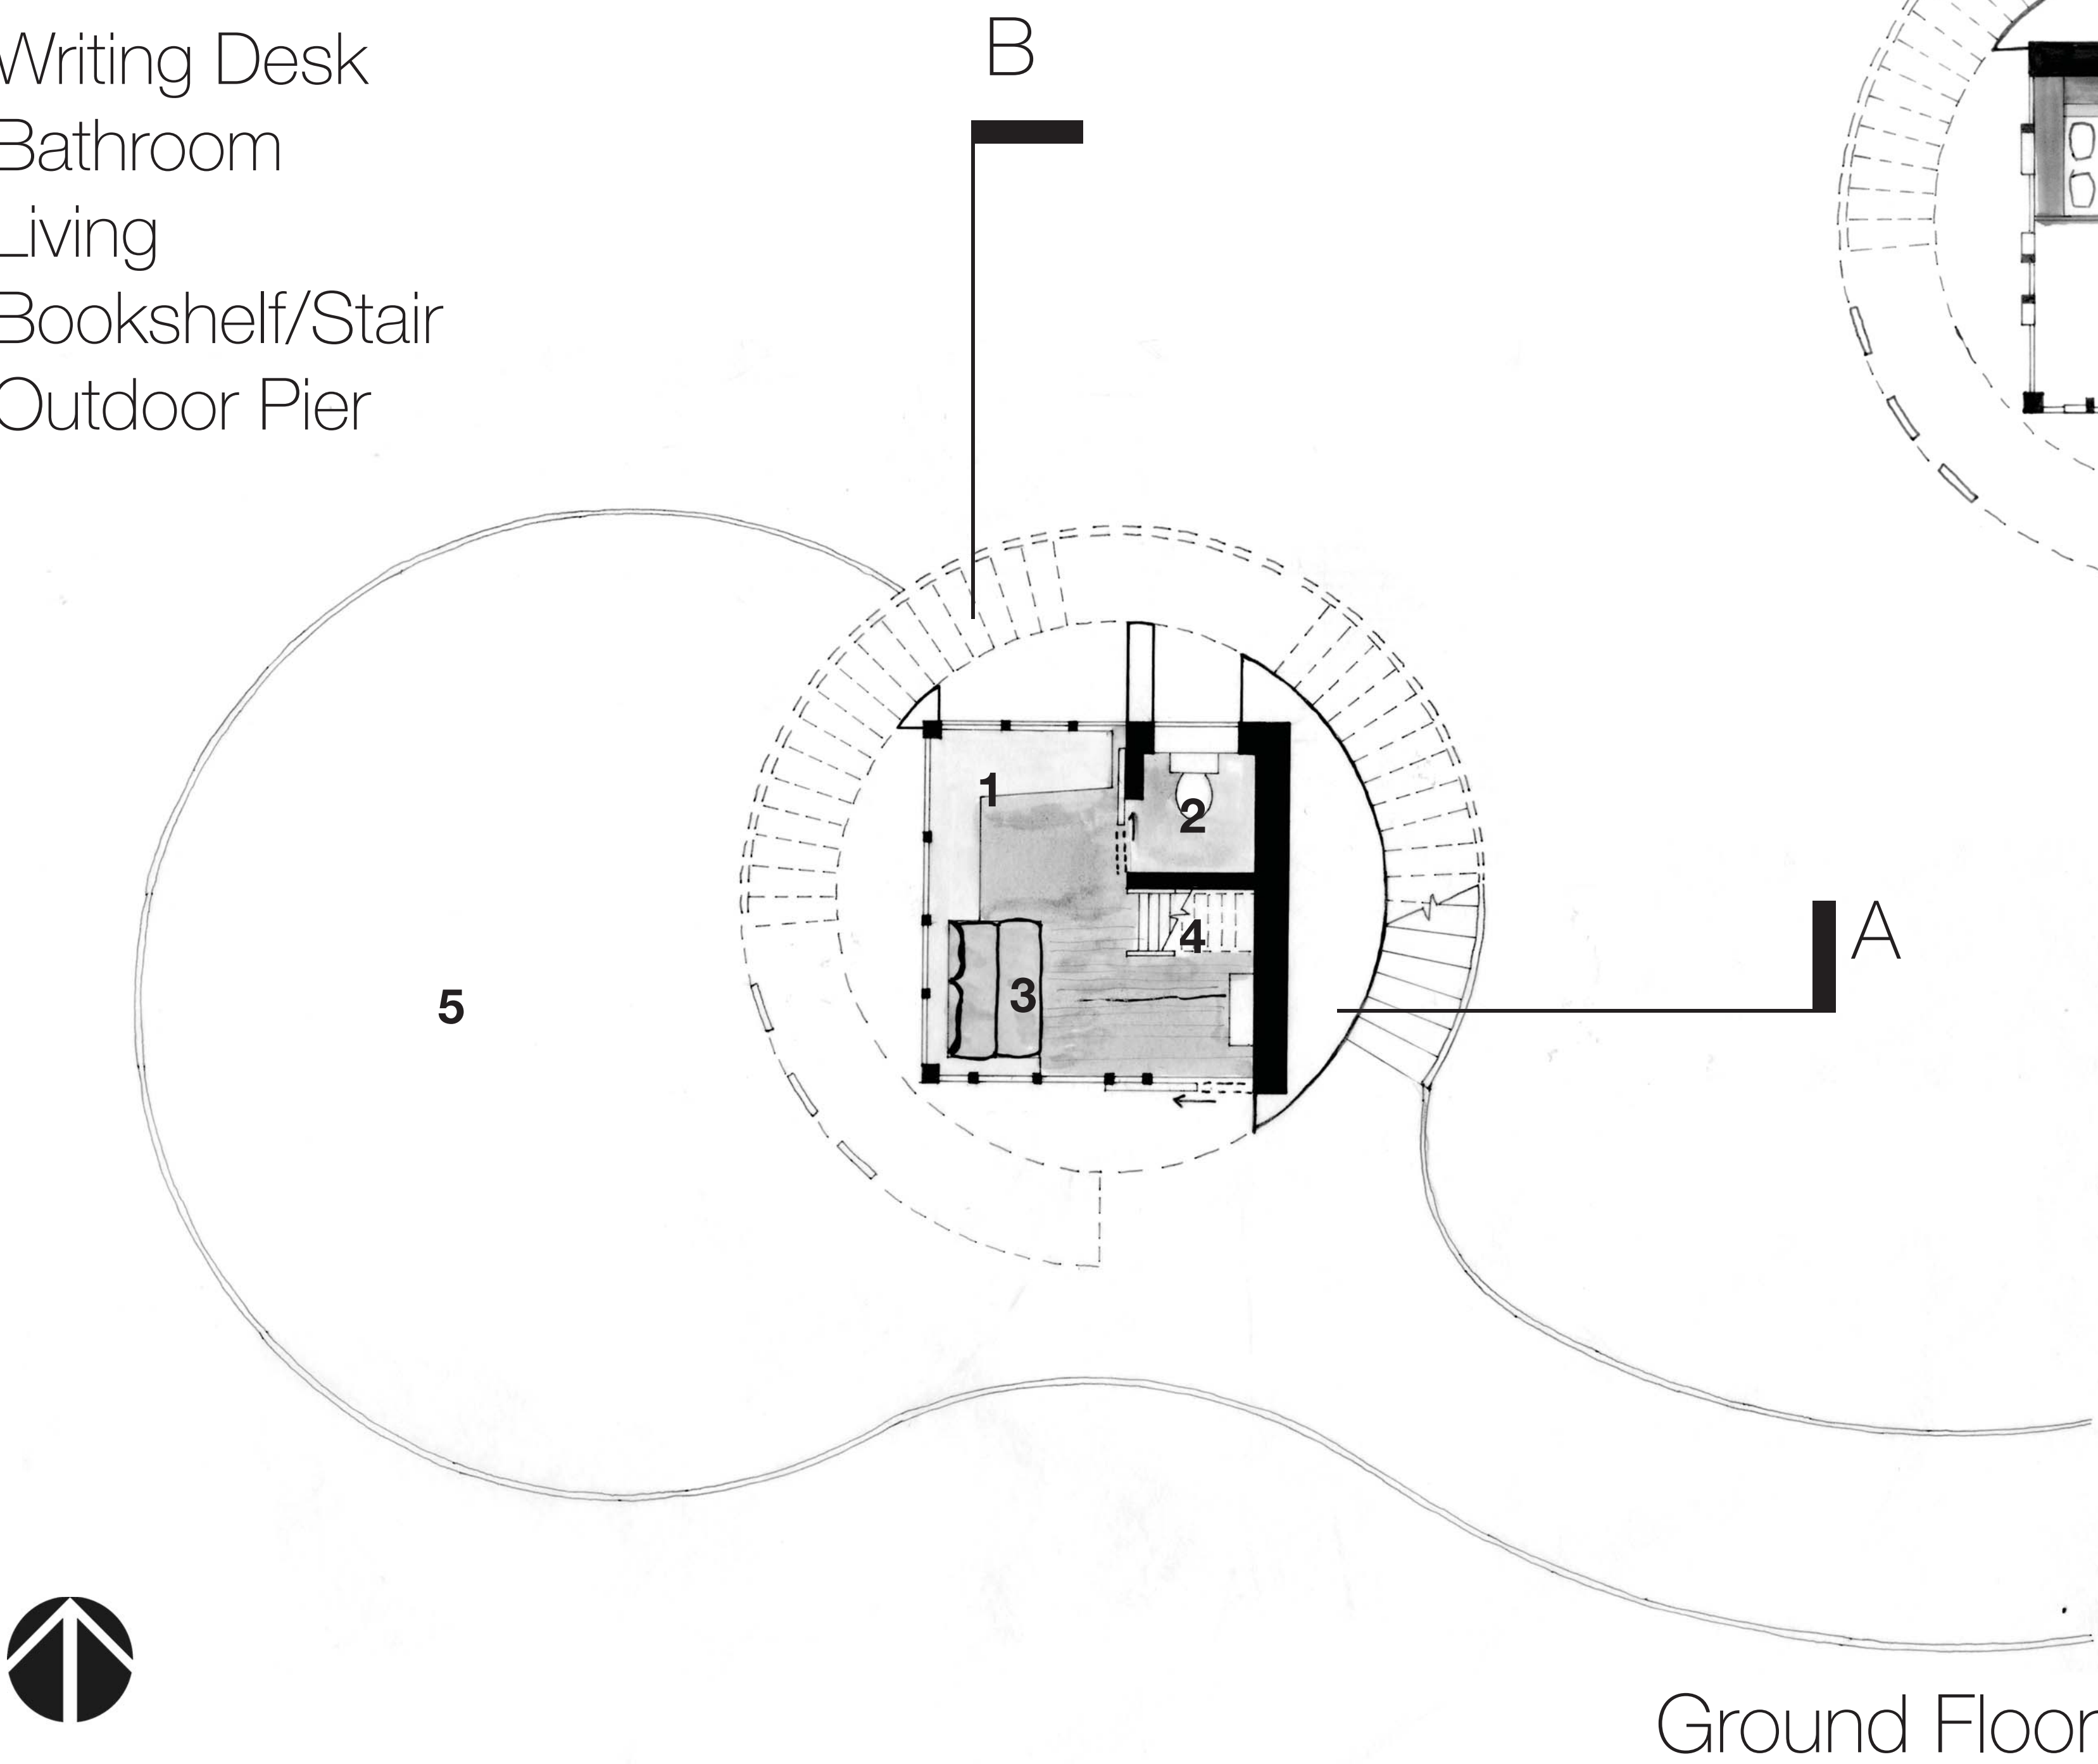 Writing Desk
Bathroom
Living
Bookshelf/Stair
Outdoor Pier
B
1
2
4
A
3
5
Ground Floor